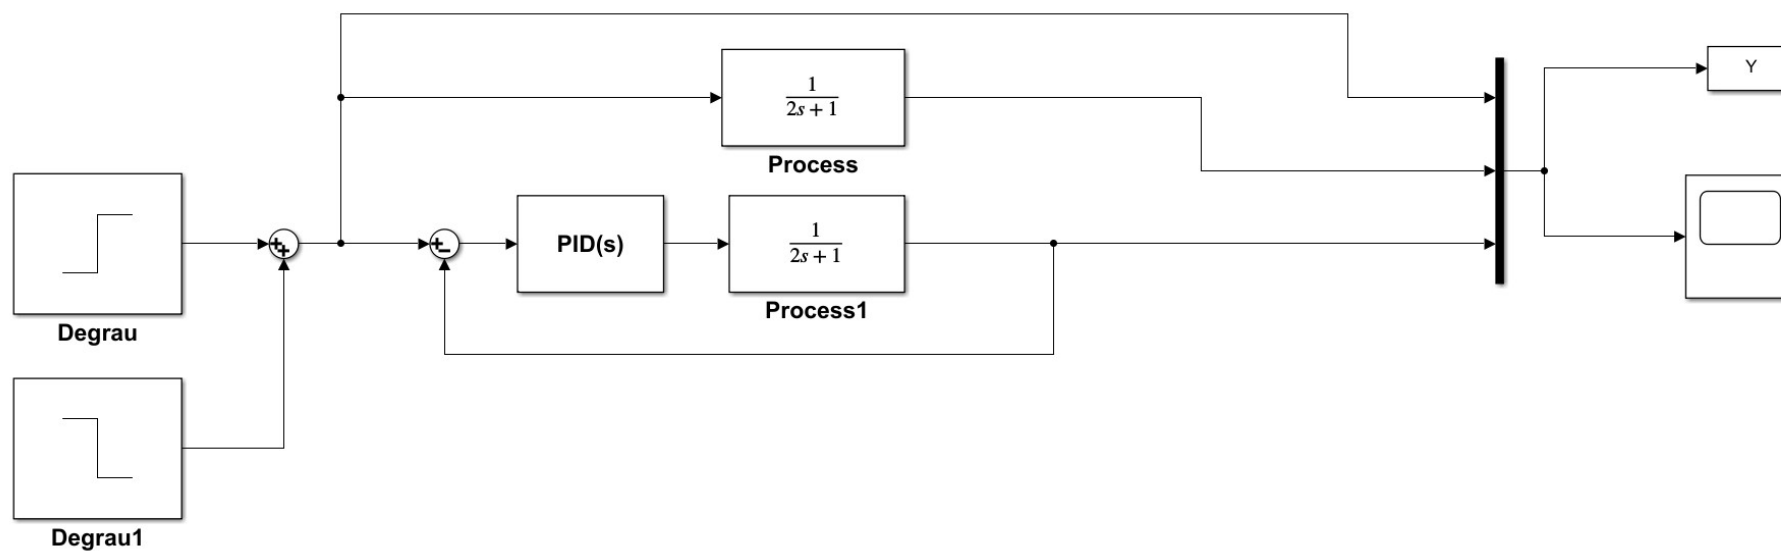 1
2s + 1
Process
Y
Degrau
+
+
+
−
PID(s)
1
2s + 1
Process1
Degrau1